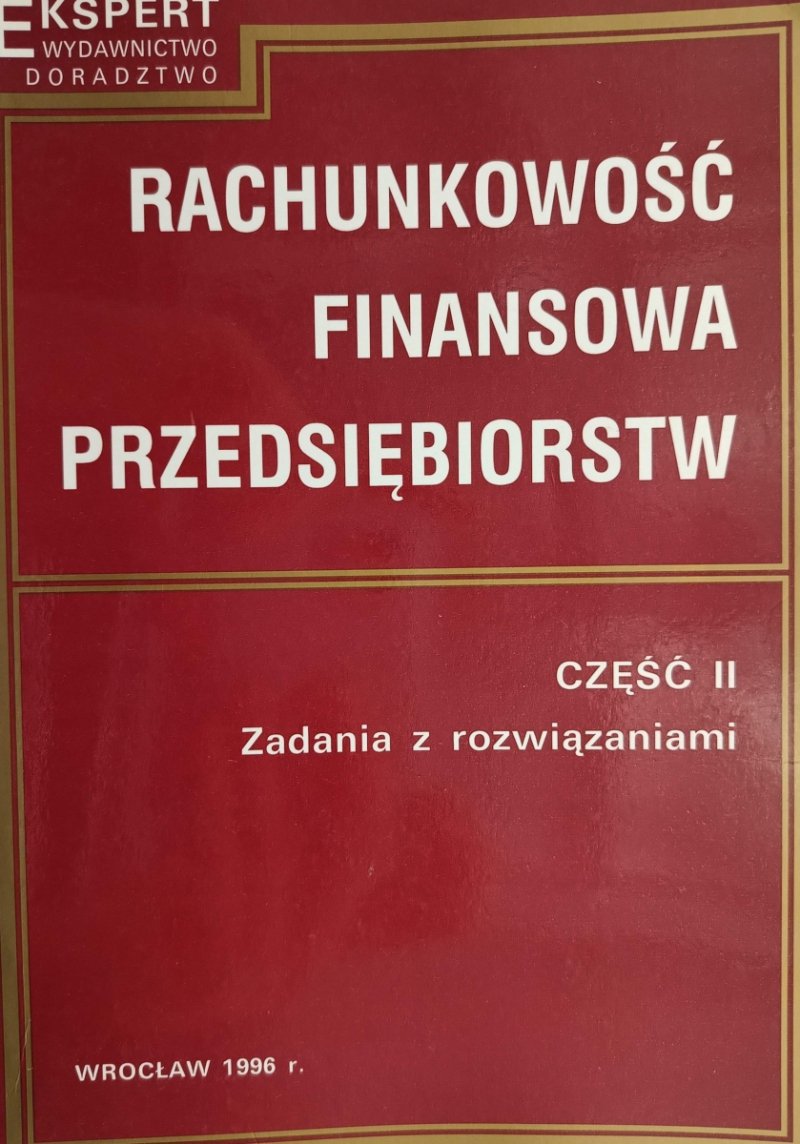 EKSPERT
WYDAWNICTWO
DORADZTWO
RACHUNKOWOŚĆ
FINANSOWA
PRZEDSIĘBIORSTW
CZĘŚĆ II
Zadania z rozwiązaniami
WROCŁAW 1996 r.